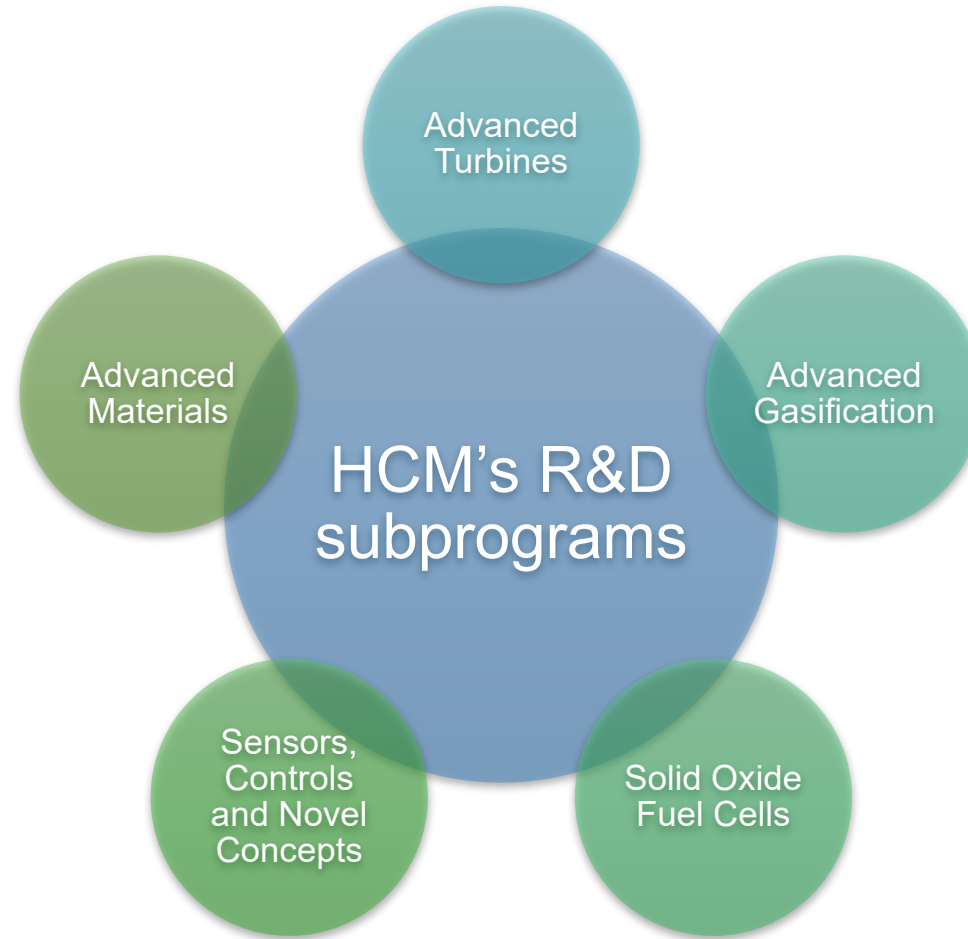 Advanced
Turbines
Advanced
Materials
Advanced
Gasification
HCM’s R&D
subprograms
Sensors,
Controls
and Novel
Concepts
Solid Oxide
Fuel Cells